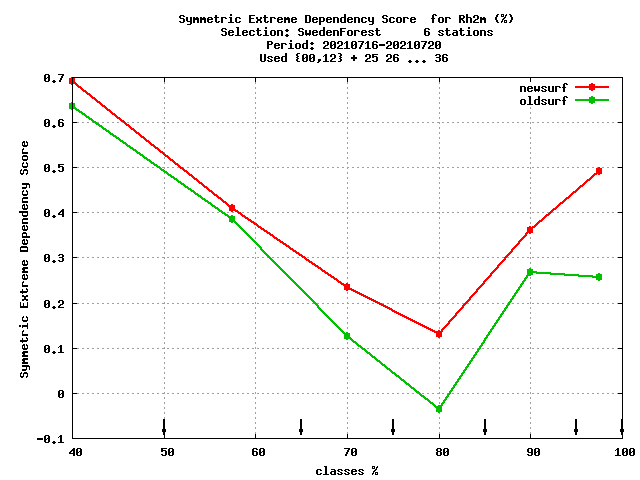 Symmetric Extreme Dependency Score  for Rh2m (%)
Selection: SwedenForest      6 stations
Period: 20210716-20210720
Used {00,12} + 25 26 ... 36
newsurf
oldsurf
Symmetric Extreme Dependency Score
0.7
0.6
0.5
0.4
0.3
0.2
0.1
0
-0.1
40 50 60 70 80 90 100
classes %